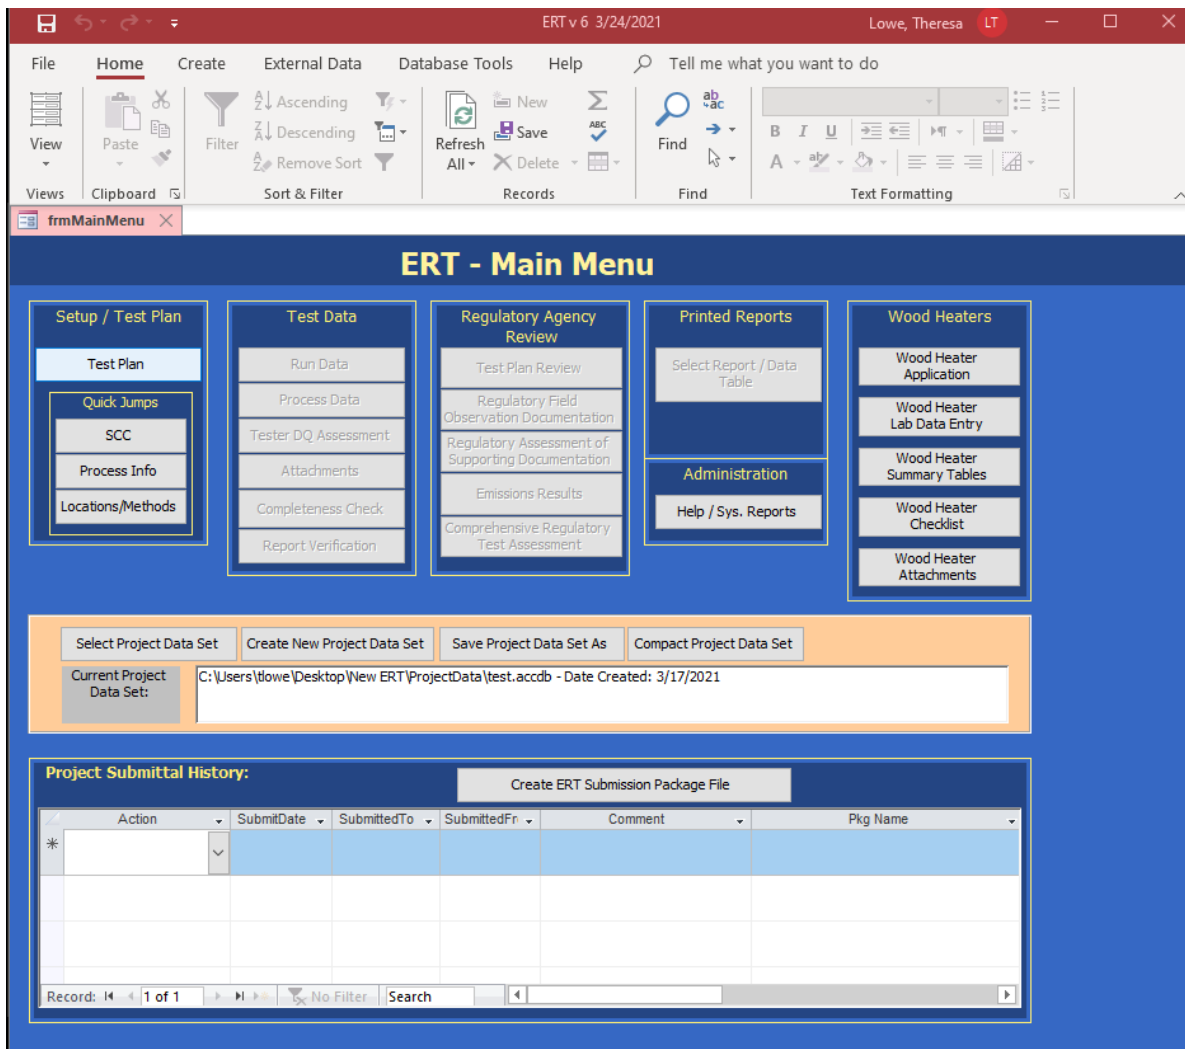 ERT v 6 3/24/2021
Lowe, Theresa LT
File Home Create External Data Database Tools Help Tell me what you want to do
View
Paste
Filter
Ascending
Descending
Remove Sort
Refresh
All
New
Save
Delete
ABC
Find
ab
ac
B I U
A
Views Clipboard Sort & Filter Records Find Text Formatting
frmMainMenu
ERT - Main Menu
Setup / Test Plan
Test Plan
Quick Jumps
SCC
Process Info
Locations/Methods
Test Data
Run Data
Process Data
Tester DQ Assessment
Attachments
Completeness Check
Report Verification
Regulatory Agency
Review
Test Plan Review
Regulatory Field
Observation Documentation
Regulatory Assessment of
Supporting Documentation
Emissions Results
Comprehensive Regulatory
Test Assessment
Printed Reports
Select Report / Data
Table
Administration
Help / Sys. Reports
Wood Heaters
Wood Heater
Application
Wood Heater
Lab Data Entry
Wood Heater
Summary Tables
Wood Heater
Checklist
Wood Heater
Attachments
Select Project Data Set Create New Project Data Set Save Project Data Set As Compact Project Data Set
Current Project
Data Set:
C:\Users\tlowe\Desktop\New ERT\ProjectData\test.accdb - Date Created: 3/17/2021
Project Submittal History:
Create ERT Submission Package File
Action SubmitDate SubmittedTo SubmittedFr Comment Pkg Name
Record: 1 of 1 No Filter Search